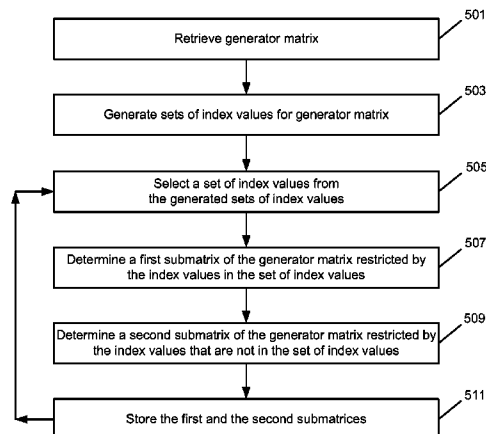 501
Retrieve generator matrix
503
Generate sets of index values for generator matrix
505
Select a set of index values from
the generated sets of index values
507
Determine a first submatrix of the generator matrix restricted by
the index values in the set of index values
509
Determine a second submatrix of the generator matrix restricted by
the index values that are not in the set of index values
511
Store the first and the second submatrices